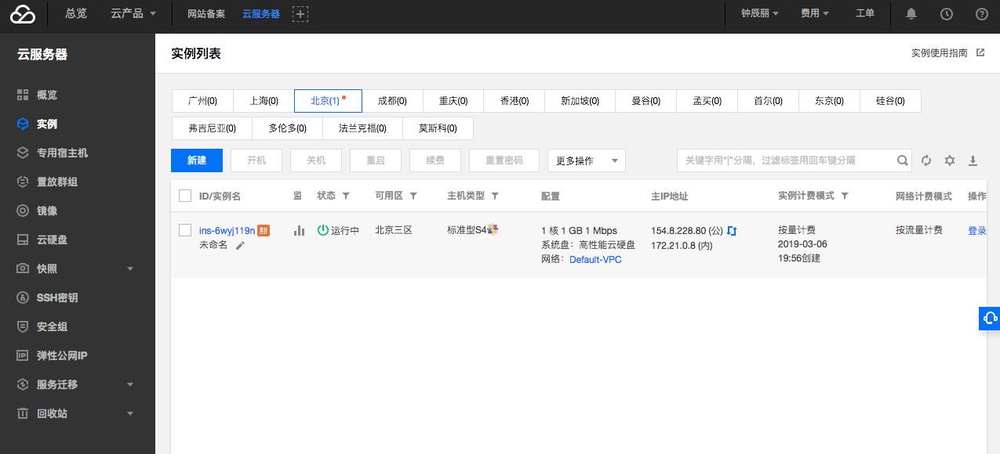 总览 云产品 网站备案 云服务器 钟辰丽 费用 工单
云服务器
概览
实例
专用宿主机
置放群组
镜像
云硬盘
快照
SSH密钥
安全组
弹性公网IP
服务迁移
回收站
实例列表 实例使用指南
广州(0) 上海(0) 北京(1) 成都(0) 重庆(0) 香港(0) 新加坡(0) 曼谷(0) 孟买(0) 首尔(0) 东京(0) 硅谷(0)
弗吉尼亚(0) 多伦多(0) 法兰克福(0) 莫斯科(0)
新建 开机 关机 重启 续费 重置密码 更多操作 关键字用"|"分隔，过滤标签用回车键分隔
ID/实例名 监 状态 可用区 主机类型 配置 主IP地址 实例计费模式 网络计费模式 操作
ins-6wyj119n 新 运行中 北京三区 标准型S4 1 核 1 GB 1 Mbps 154.8.228.80 (公) 按量计费 按流量计费 登录
未命名 系统盘：高性能云硬盘 172.21.0.8 (内) 2019-03-06
网络：Default-VPC 19:56创建